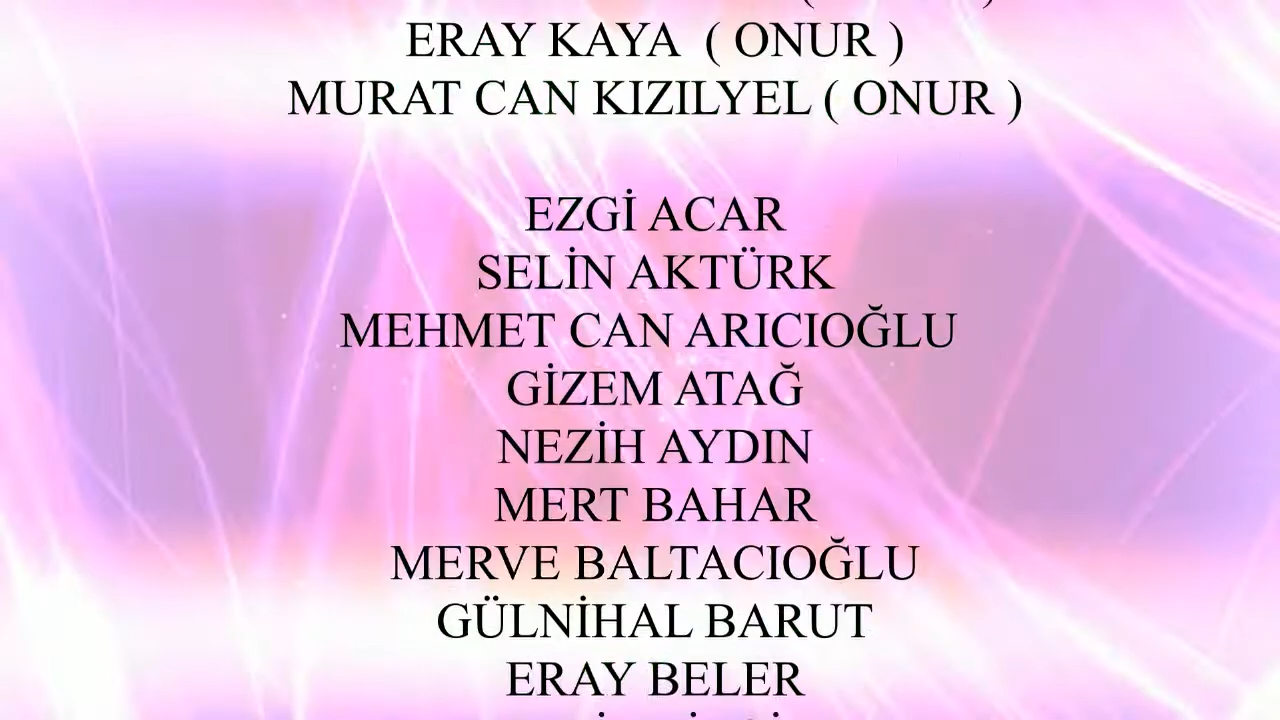 ERAY KAYA  ( ONUR )
MURAT CAN KIZILYEL ( ONUR )
EZGİ ACAR
SELİN AKTÜRK
MEHMET CAN ARICIOĞLU
GİZEM ATAĞ
NEZİH AYDIN
MERT BAHAR
MERVE BALTACIOĞLU
GÜLNİHAL BARUT
ERAY BELER